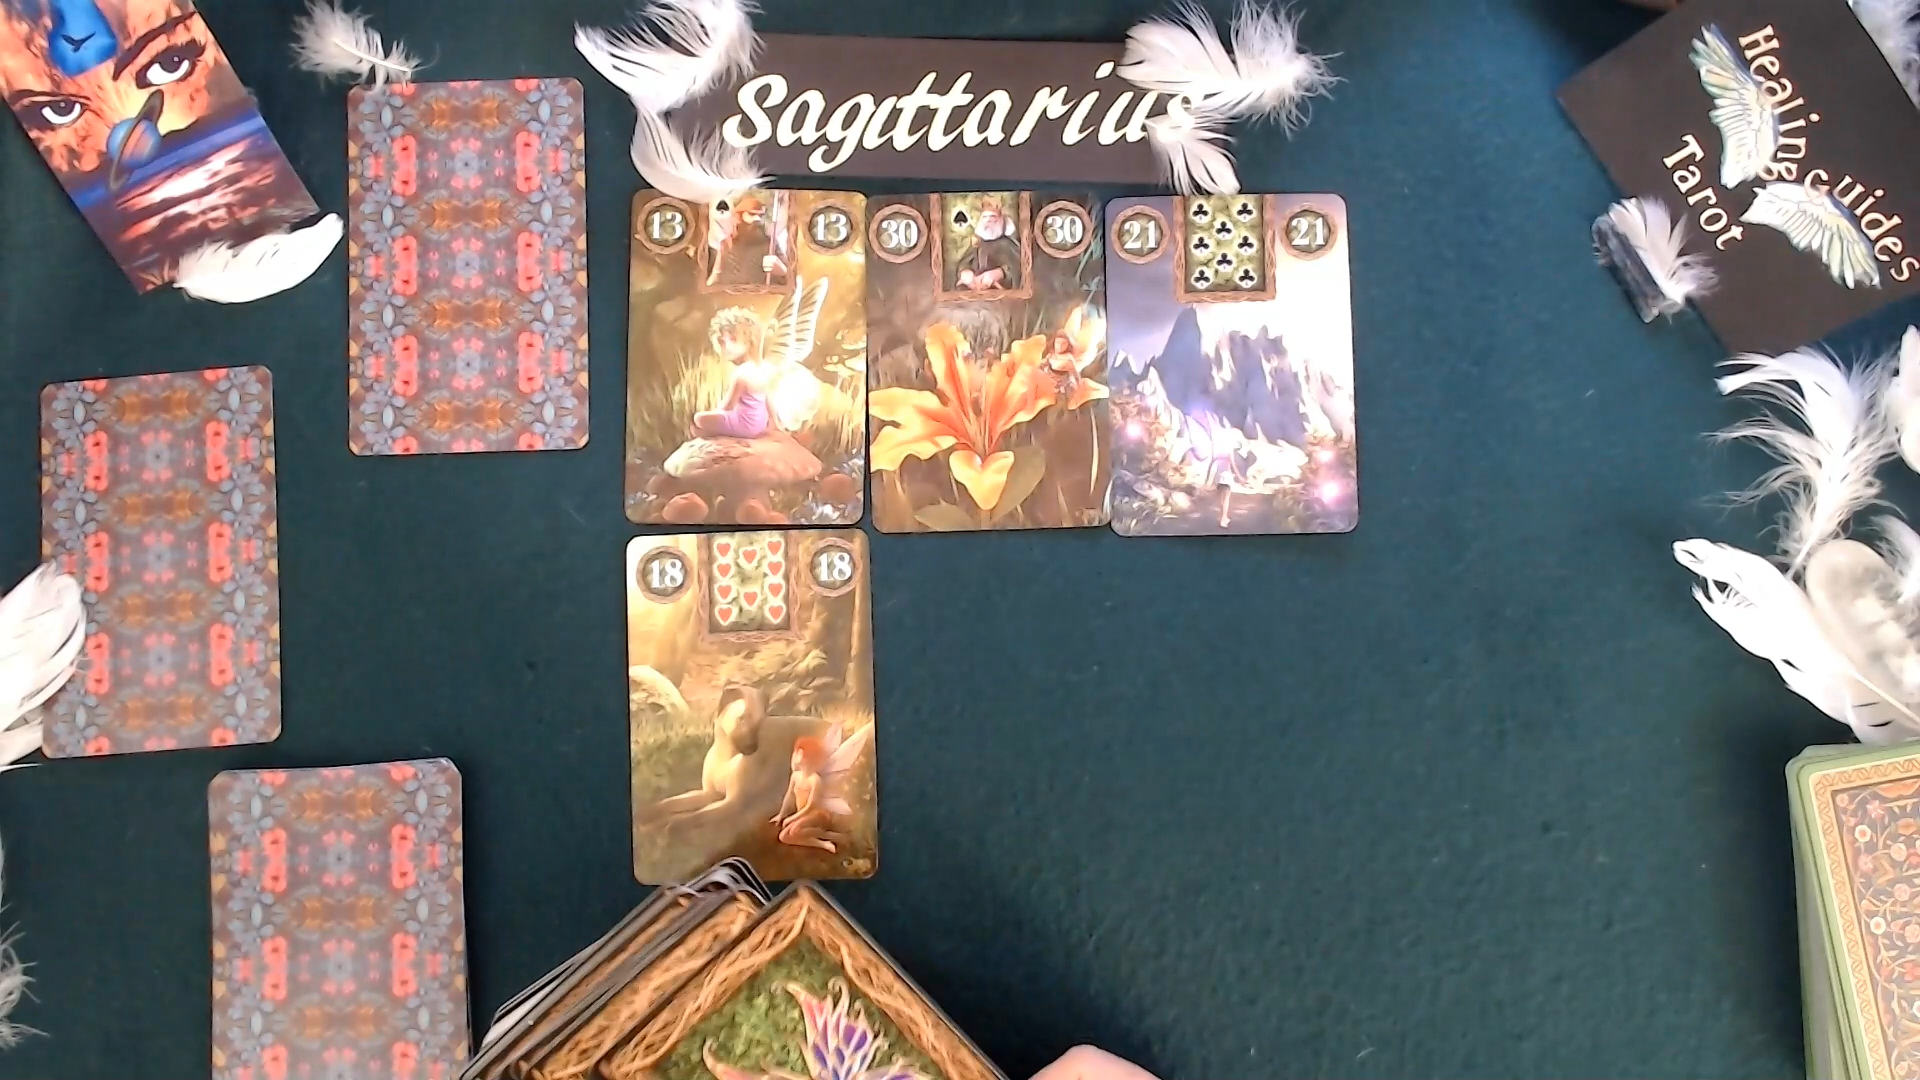 Sagittarius
Healing
Guides
Tarot
13 13
30 30
21 21
18 18